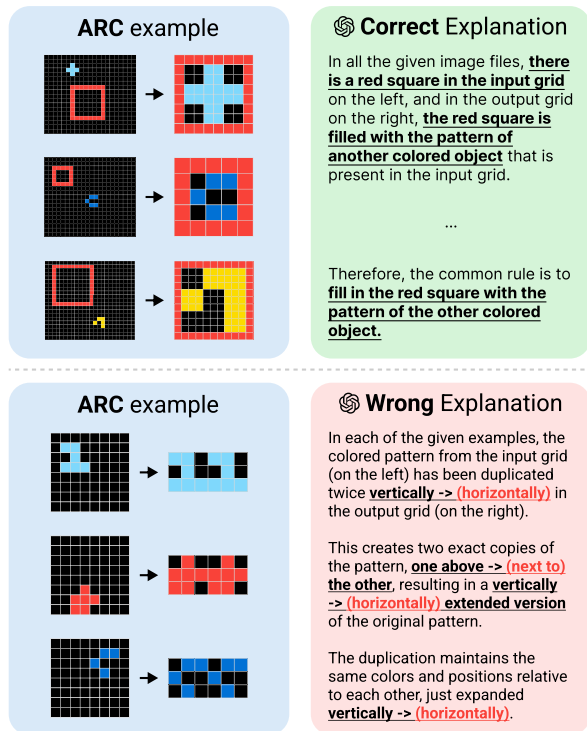 ARC example
Correct Explanation
In all the given image files, there
is a red square in the input grid
on the left, and in the output grid
on the right, the red square is
filled with the pattern of
another colored object that is
present in the input grid.
...
Therefore, the common rule is to
fill in the red square with the
pattern of the other colored
object.
ARC example
Wrong Explanation
In each of the given examples, the
colored pattern from the input grid
(on the left) has been duplicated
twice vertically -> (horizontally) in
the output grid (on the right).
This creates two exact copies of
the pattern, one above -> (next to)
the other, resulting in a vertically
-> (horizontally) extended version
of the original pattern.
The duplication maintains the
same colors and positions relative
to each other, just expanded
vertically -> (horizontally).